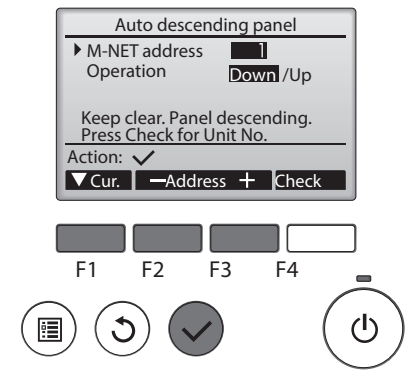 Auto descending panel
M-NET address 1
Operation Down /Up
Keep clear. Panel descending.
Press Check for Unit No.
Action: ✓
▼ Cur. −Address + Check
F1 F2 F3 F4